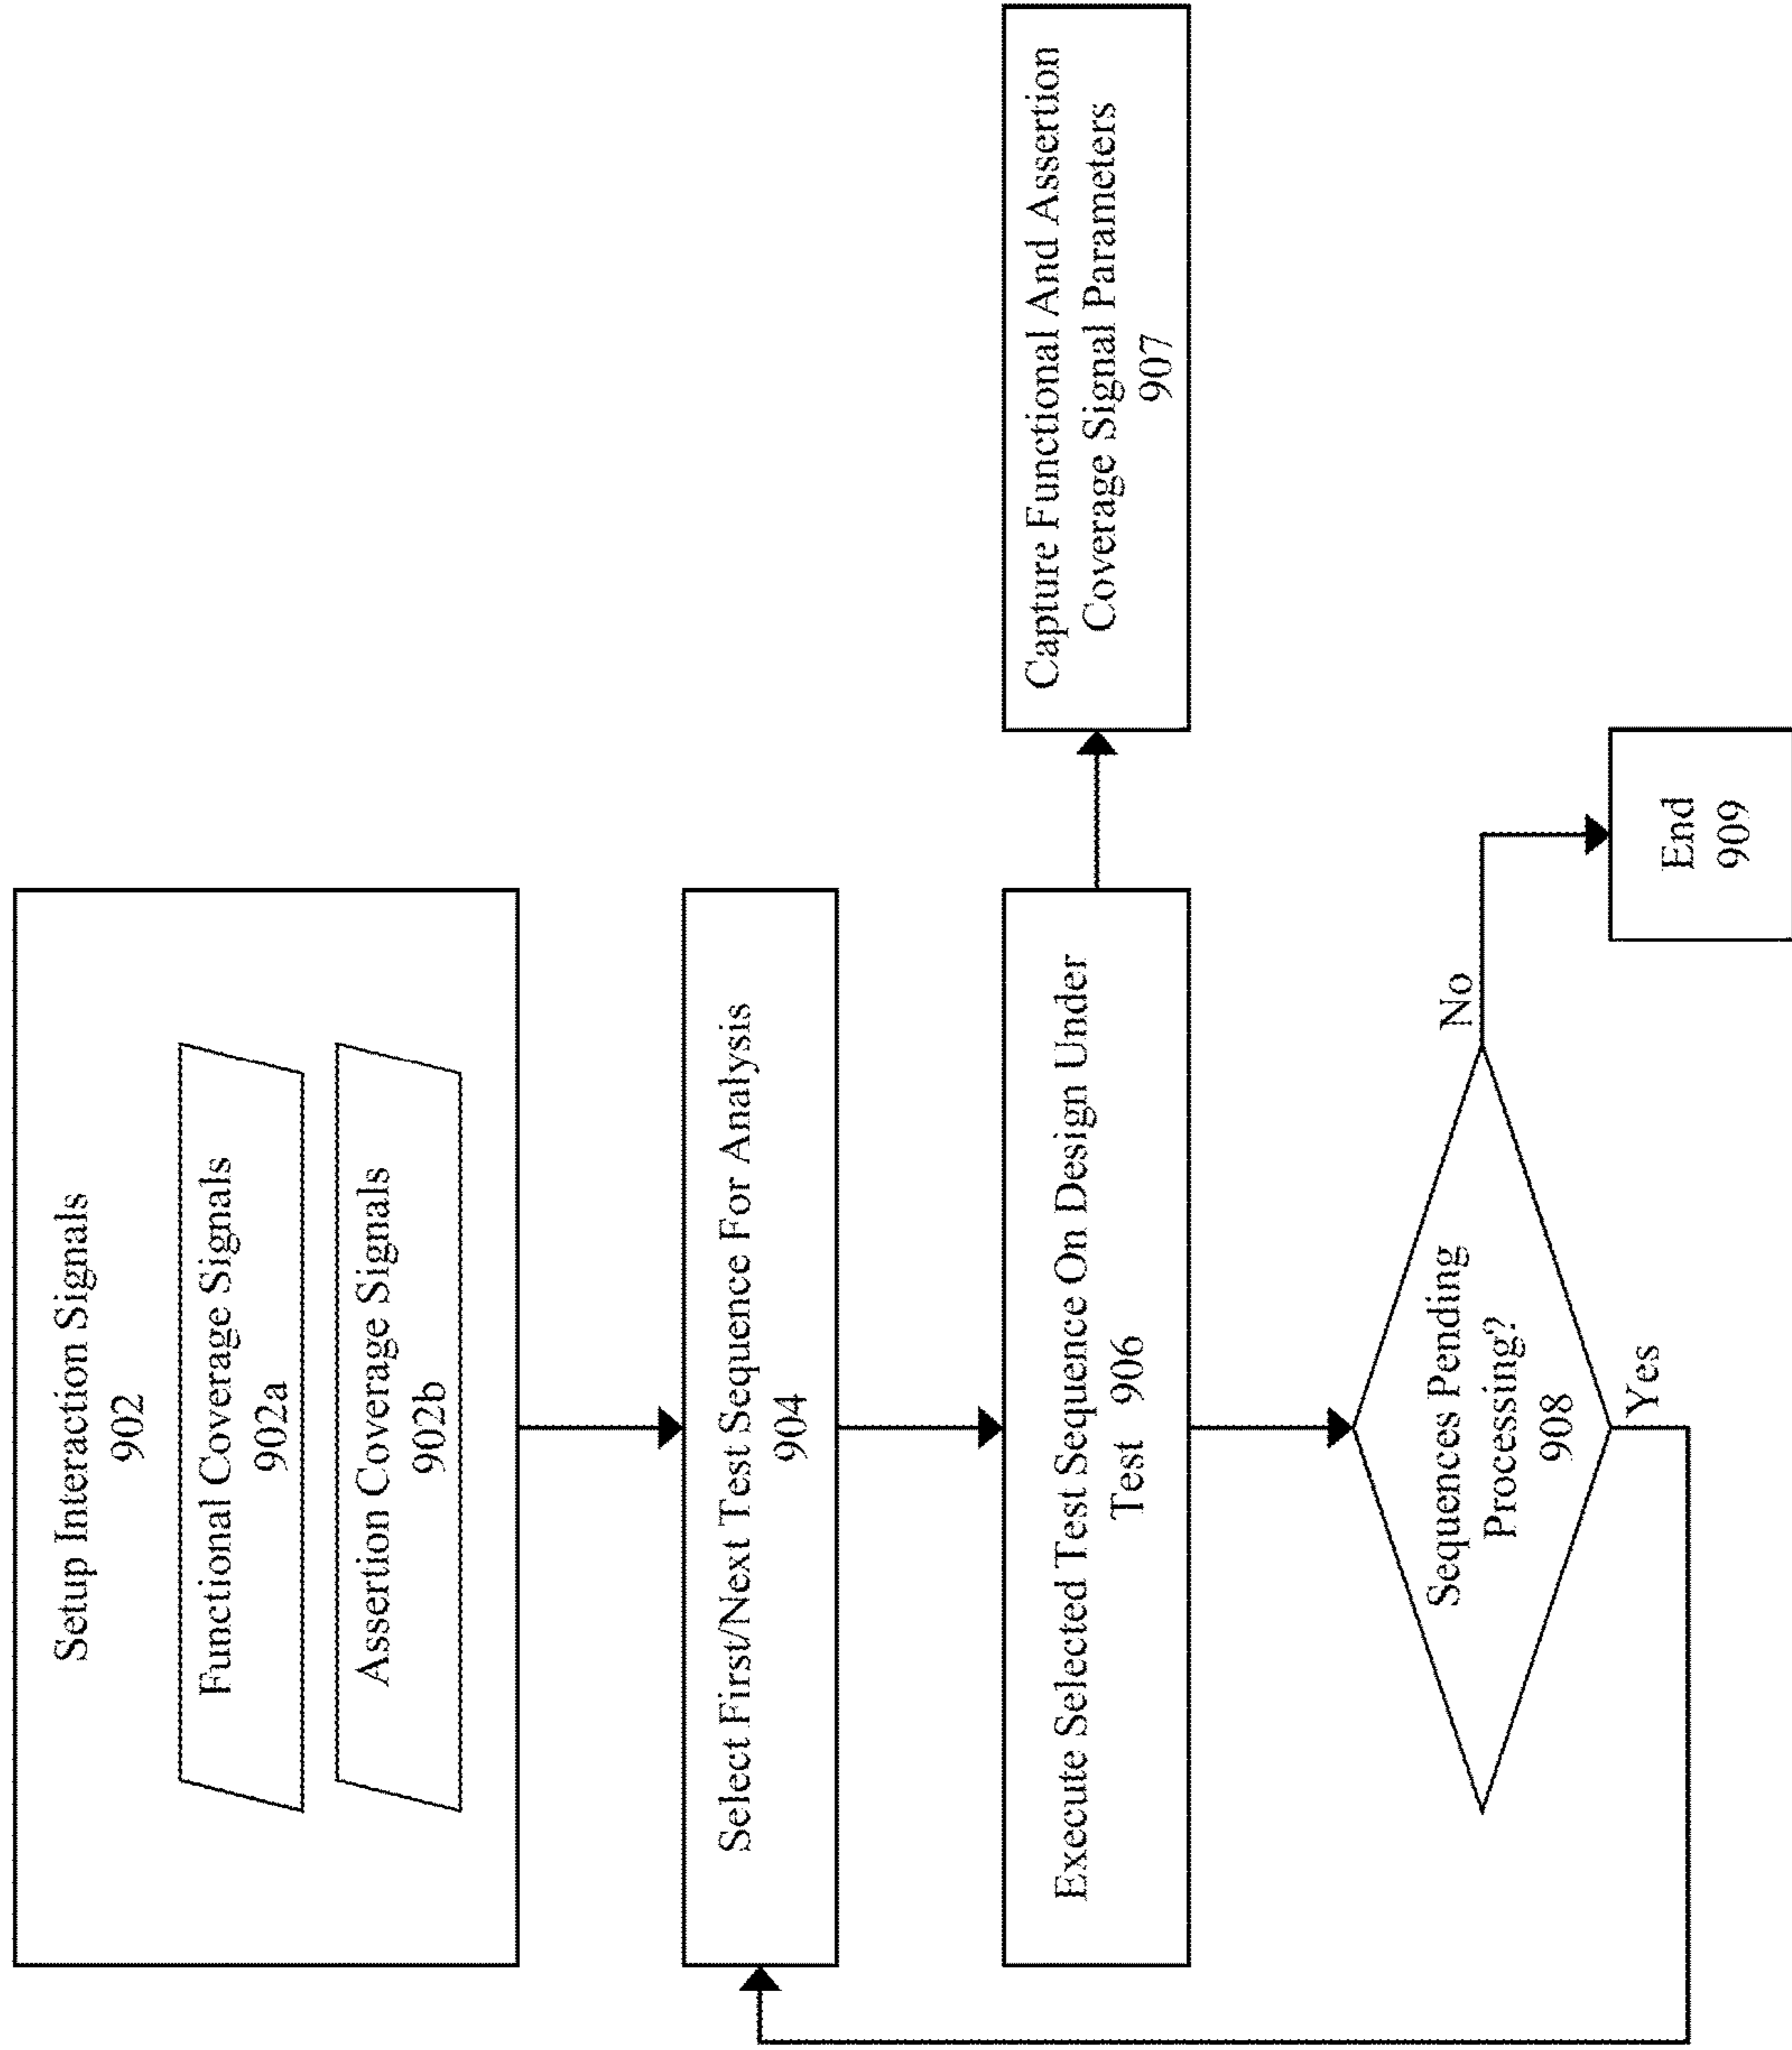 Setup Interaction Signals
902
Functional Coverage Signals
902a
Assertion Coverage Signals
902b
Select First/Next Test Sequence For Analysis
904
Execute Selected Test Sequence On Design Under
Test 906
Capture Functional And Assertion
Coverage Signal Parameters
907
Sequences Pending
Processing?
908
No
Yes
End
909